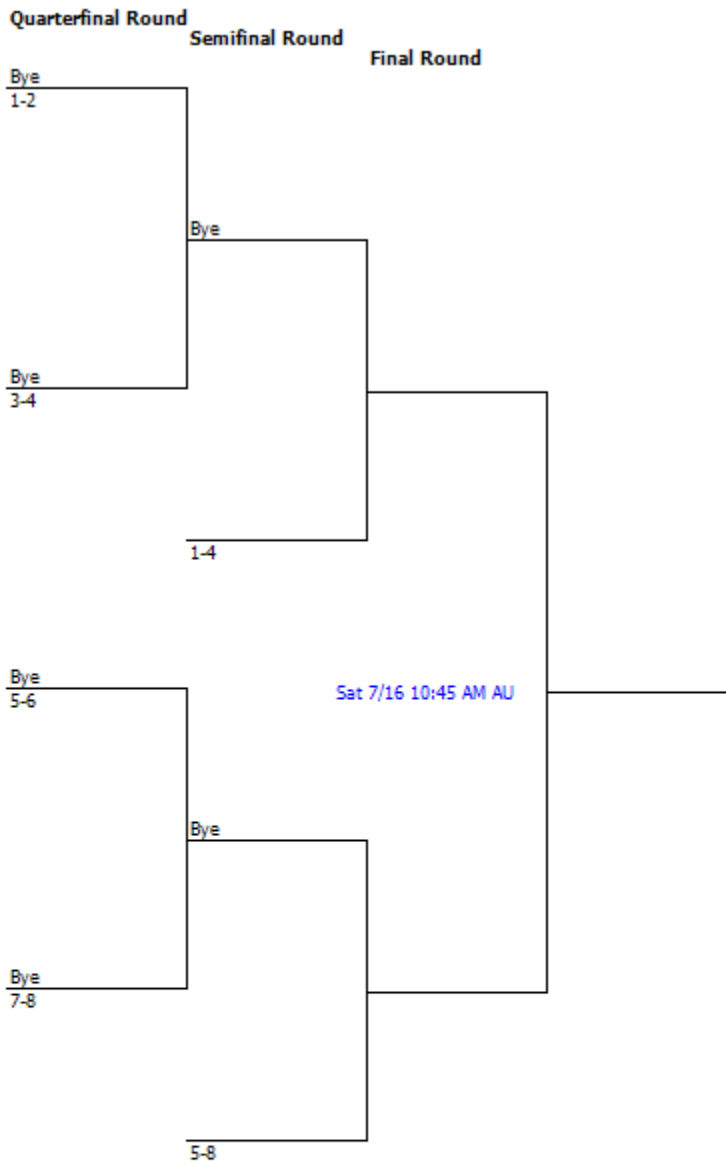 Quarterfinal Round
Semifinal Round
Final Round
Bye
1-2
Bye
Bye
3-4
1-4
Bye
5-6
Sat 7/16 10:45 AM AU
Bye
Bye
7-8
5-8